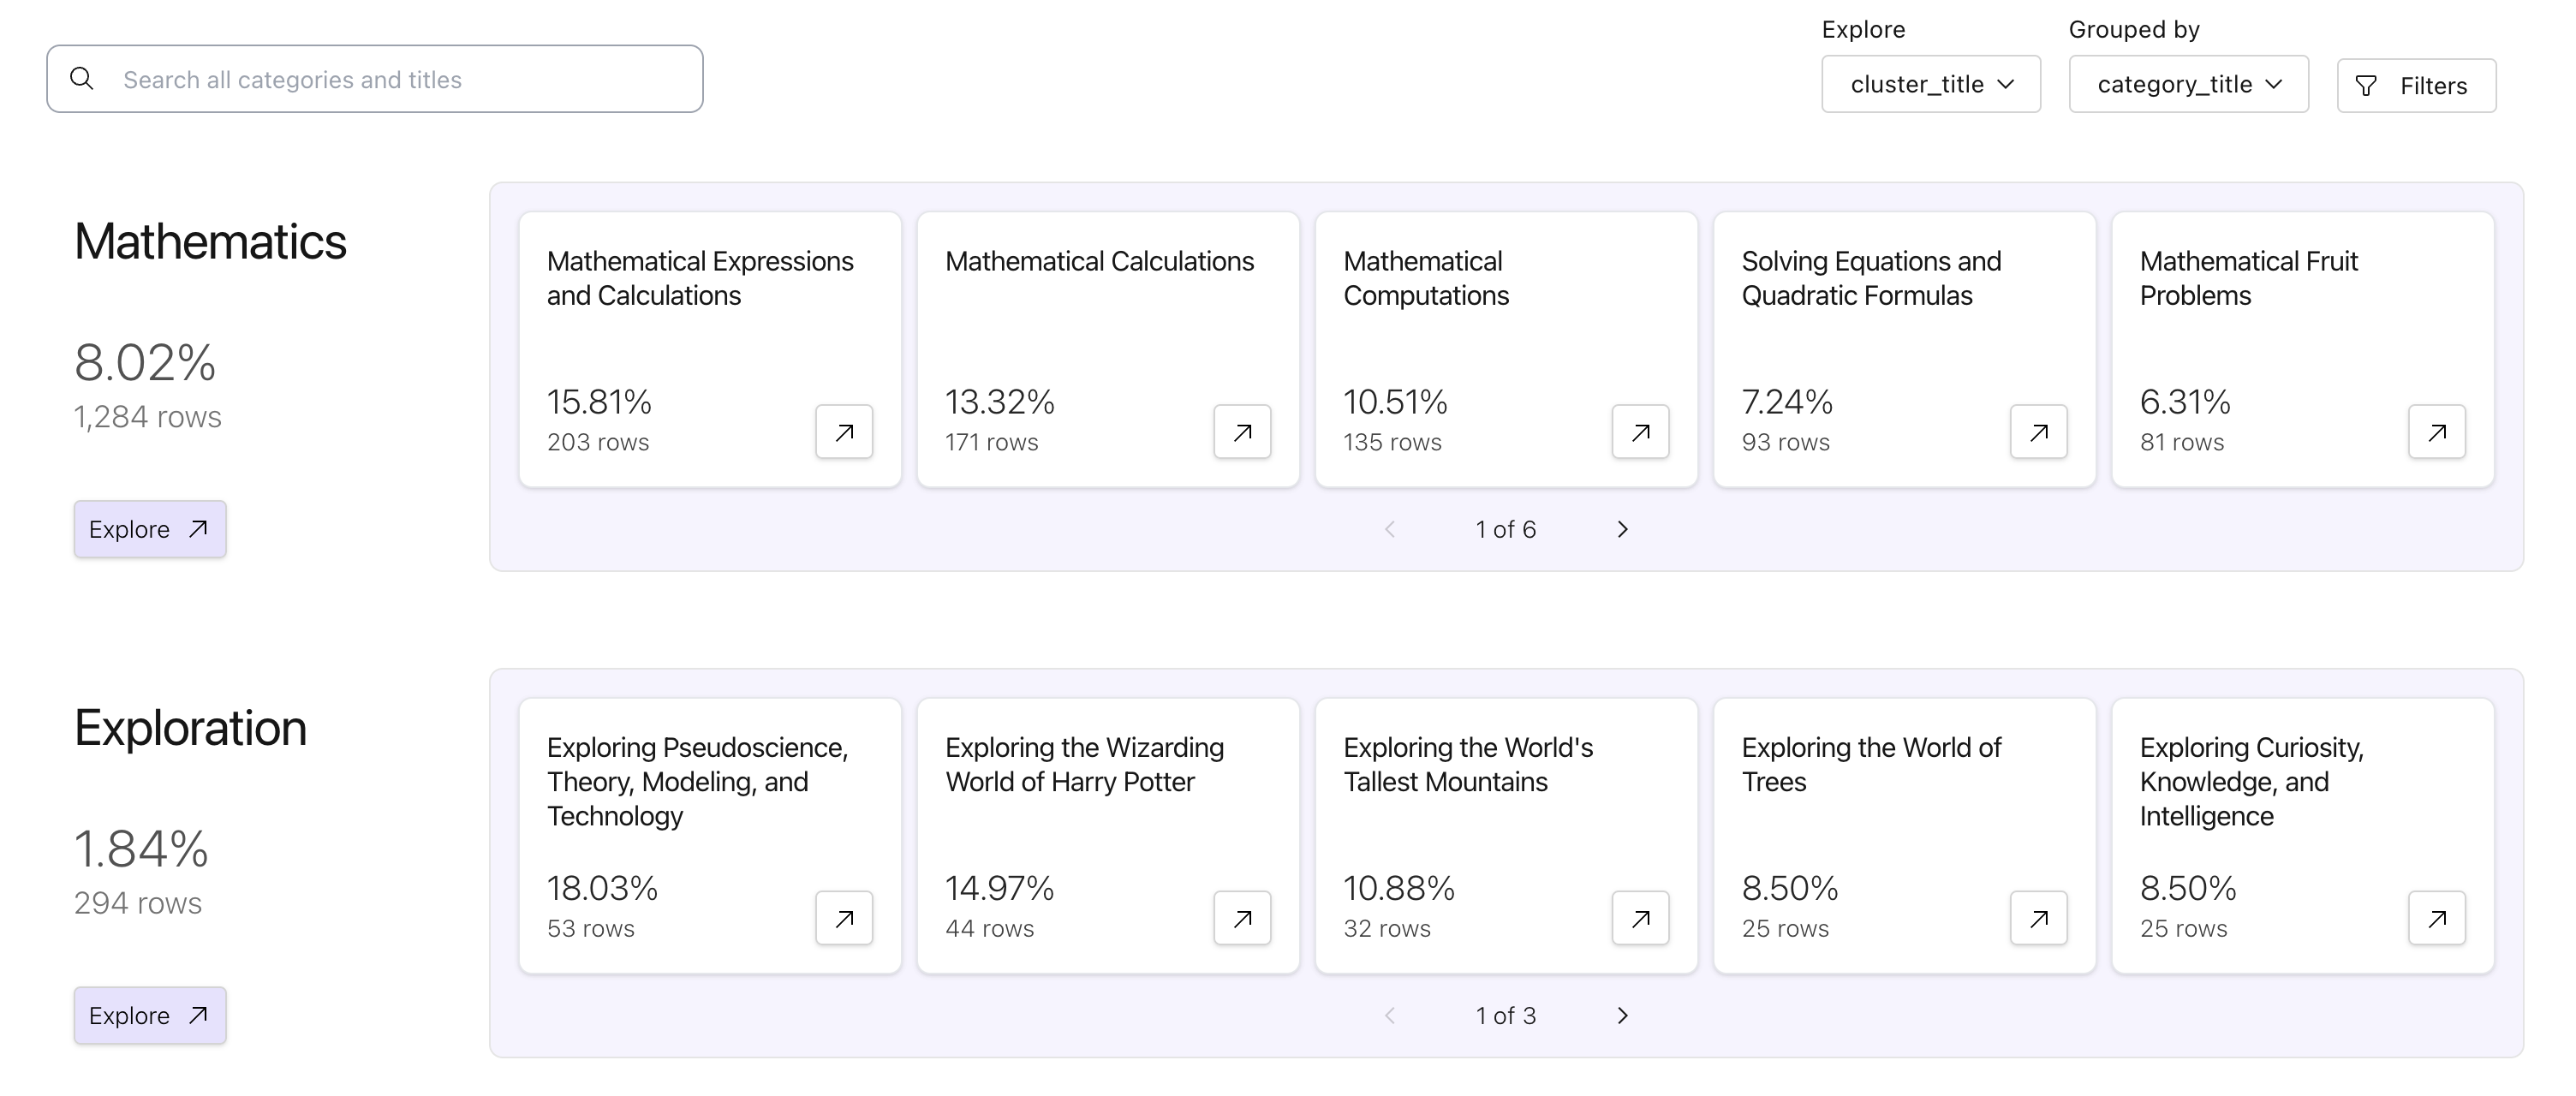 Search all categories and titles
Explore
cluster_title
Grouped by
category_title
Filters
Mathematics
8.02%
1,284 rows
Explore
Mathematical Expressions
and Calculations
15.81%
203 rows
Mathematical Calculations
13.32%
171 rows
Mathematical
Computations
10.51%
135 rows
Solving Equations and
Quadratic Formulas
7.24%
93 rows
Mathematical Fruit
Problems
6.31%
81 rows
1 of 6
Exploration
1.84%
294 rows
Explore
Exploring Pseudoscience,
Theory, Modeling, and
Technology
18.03%
53 rows
Exploring the Wizarding
World of Harry Potter
14.97%
44 rows
Exploring the World's
Tallest Mountains
10.88%
32 rows
Exploring the World of
Trees
8.50%
25 rows
Exploring Curiosity,
Knowledge, and
Intelligence
8.50%
25 rows
1 of 3